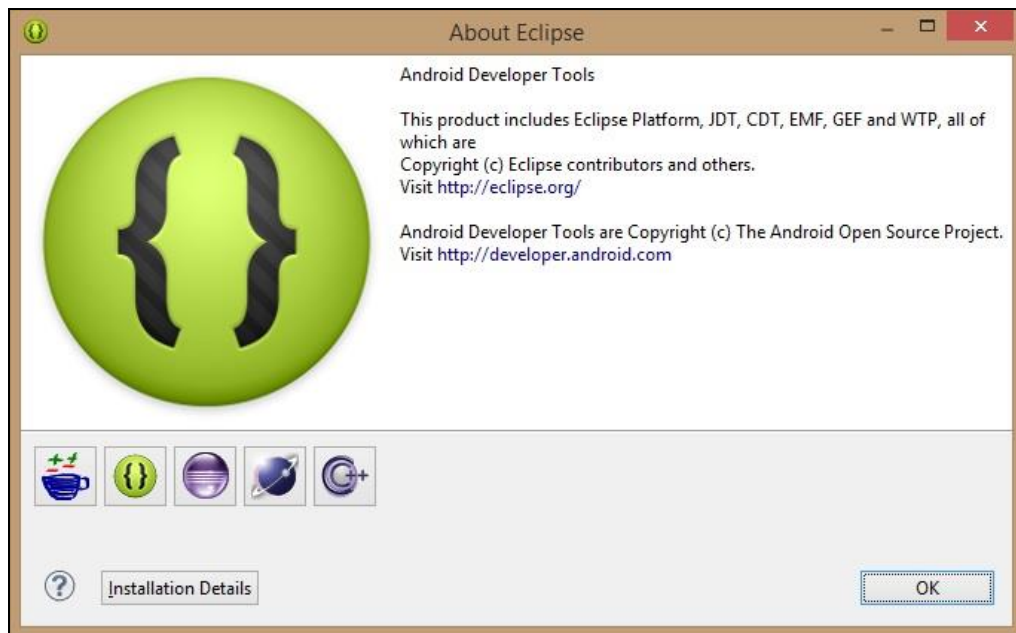 About Eclipse
Android Developer Tools
This product includes Eclipse Platform, JDT, CDT, EMF, GEF and WTP, all of
which are
Copyright (c) Eclipse contributors and others.
Visit http://eclipse.org/
Android Developer Tools are Copyright (c) The Android Open Source Project.
Visit http://developer.android.com
C++
Installation Details
OK